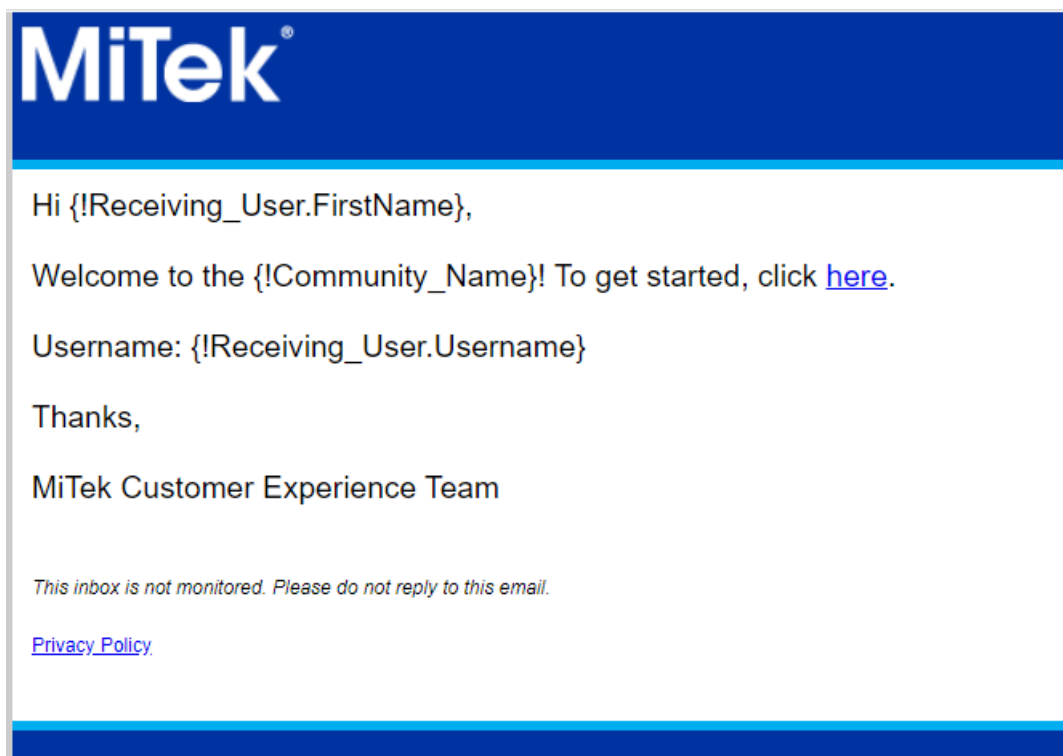 MiTek®
Hi {!Receiving_User.FirstName},
Welcome to the {!Community_Name}! To get started, click here.
Username: {!Receiving_User.Username}
Thanks,
MiTek Customer Experience Team
This inbox is not monitored. Please do not reply to this email.
Privacy Policy